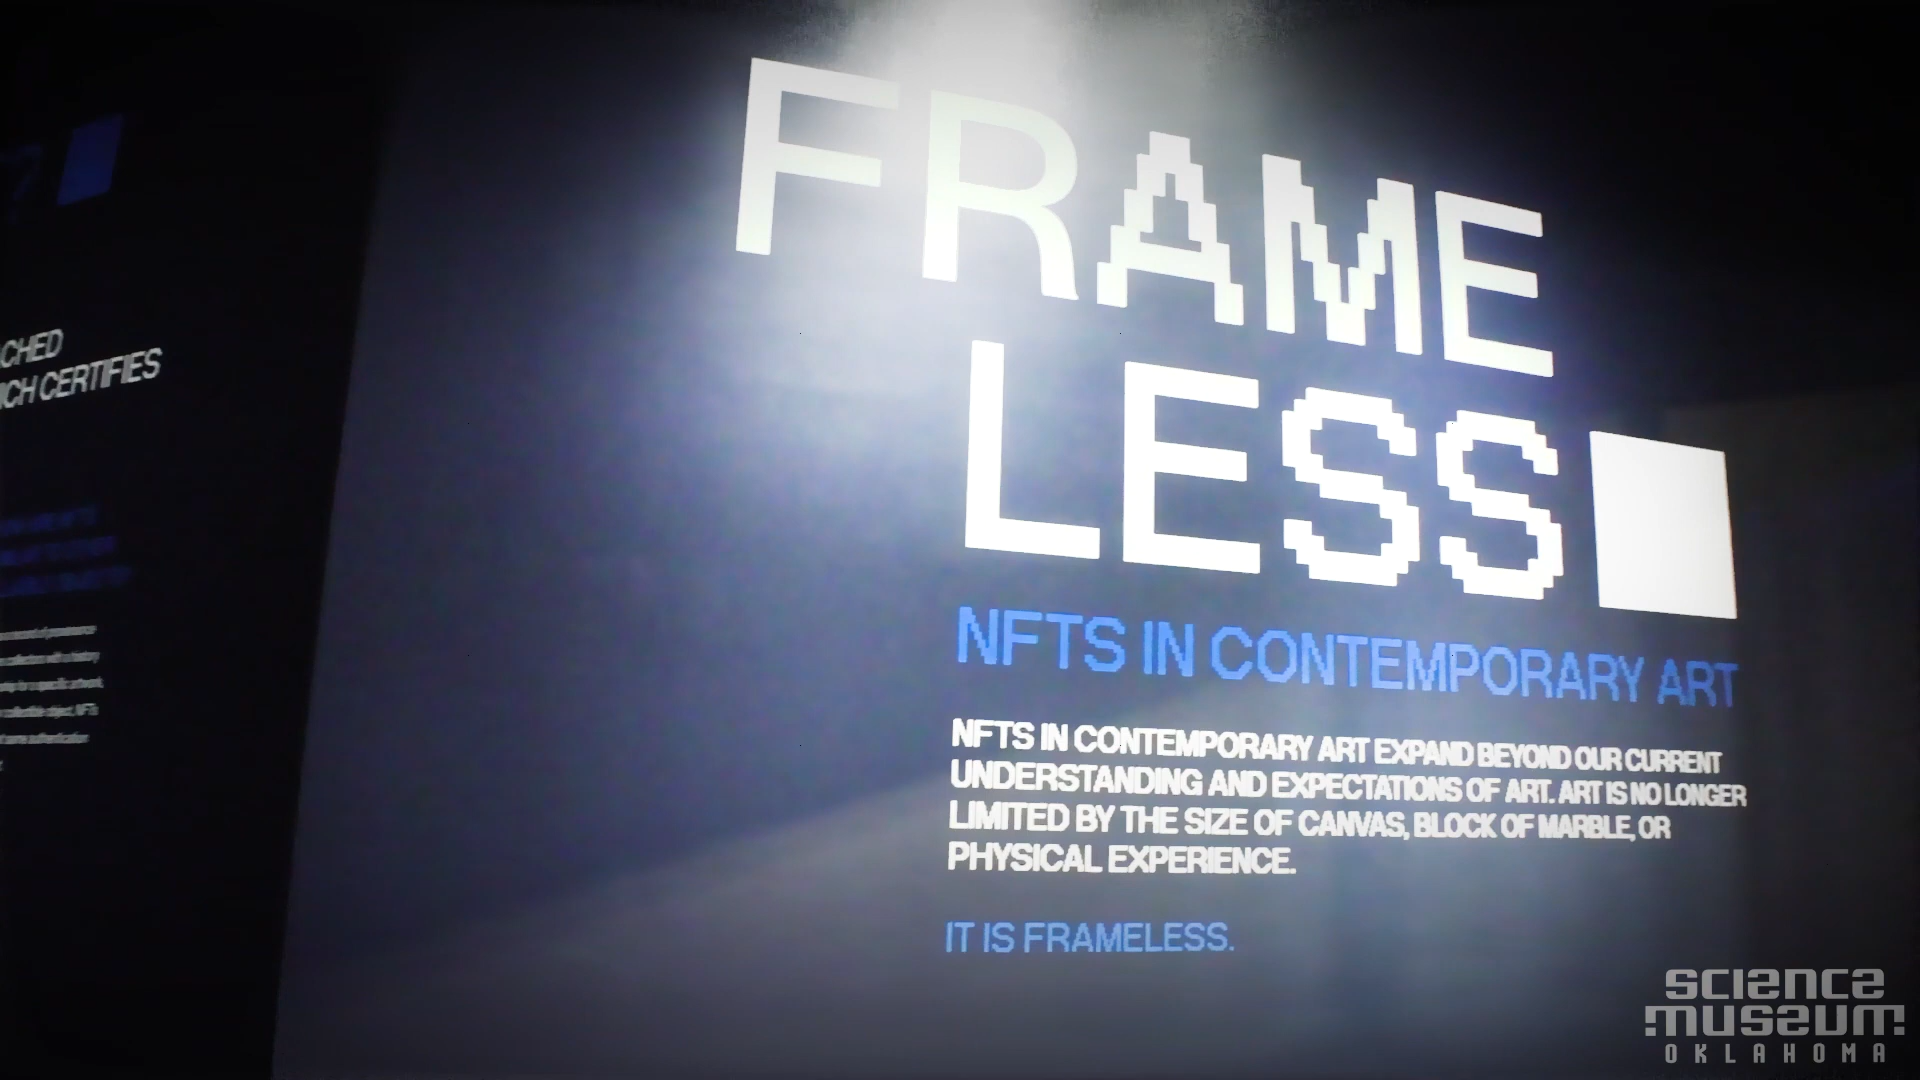 CHED
ICH CERTIFIES
FRAME
LESS
NFTS IN CONTEMPORARY ART
NFTS IN CONTEMPORARY ART EXPAND BEYOND OUR CURRENT
UNDERSTANDING AND EXPECTATIONS OF ART. ART IS NO LONGER
LIMITED BY THE SIZE OF CANVAS, BLOCK OF MARBLE, OR
PHYSICAL EXPERIENCE.
IT IS FRAMELESS.
science
museum
OKLAHOMA